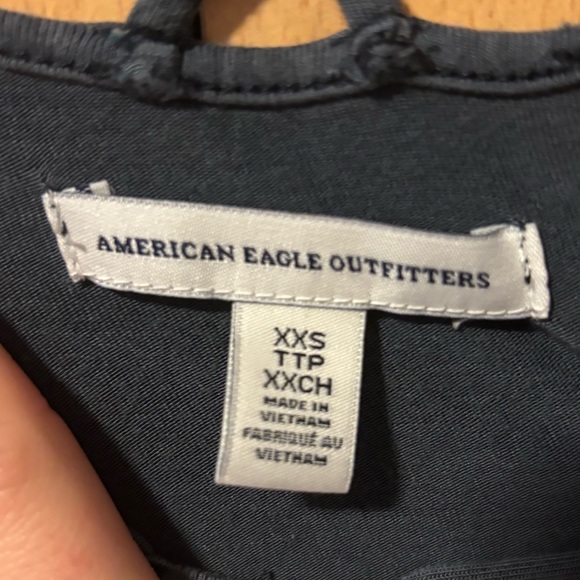 AMERICAN EAGLE OUTFITTERS
XXS
TTP
XXCH
MADE IN
VIETNAM
FABRIQUÉ AU
VIETNAM